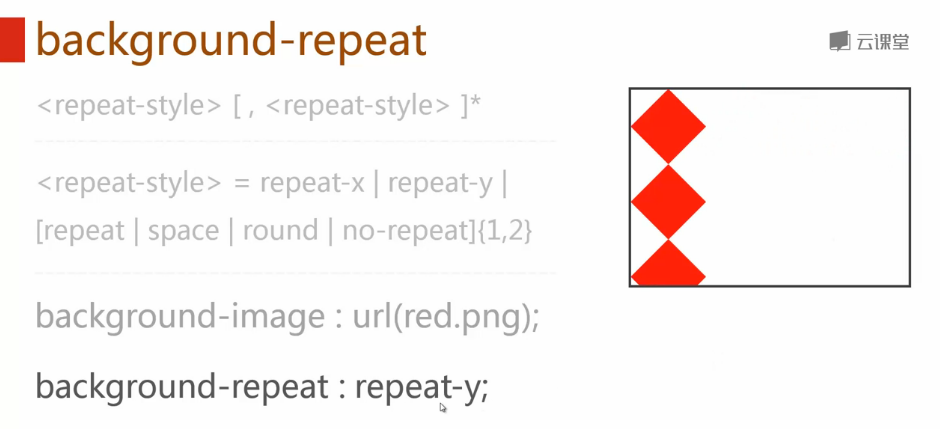 background-repeat
云课堂
<repeat-style> [ , <repeat-style> ]*
<repeat-style> = repeat-x | repeat-y |
[repeat | space | round | no-repeat]{1,2}
background-image : url(red.png);
background-repeat : repeat-y;